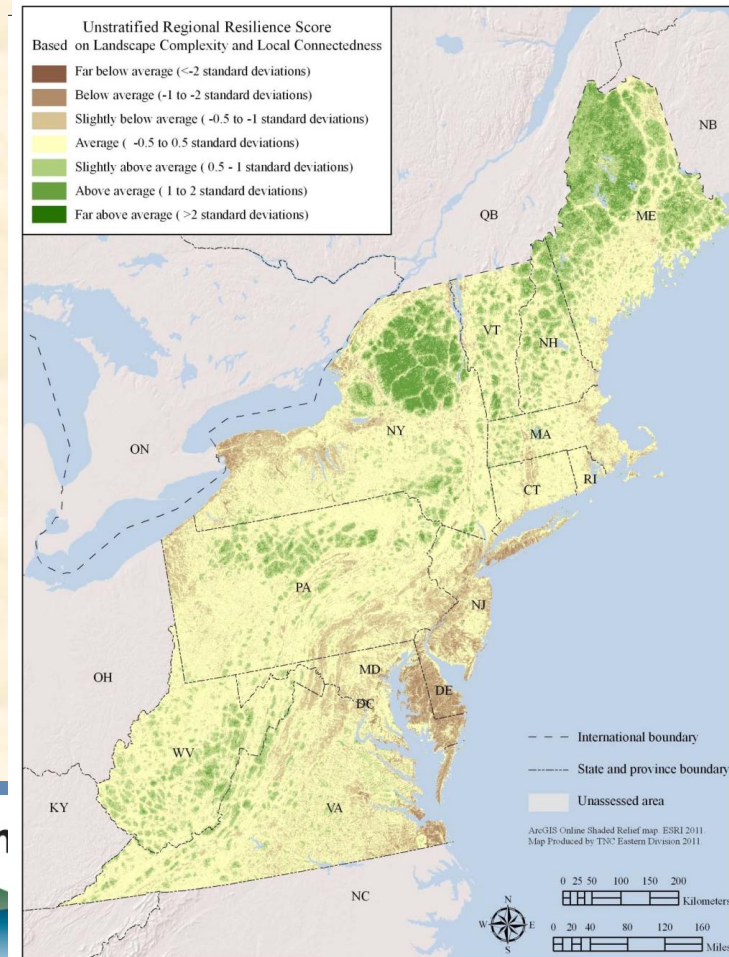 Unstratified Regional Resilience Score
Based on Landscape Complexity and Local Connectedness
Far below average (<-2 standard deviations)
Below average (-1 to -2 standard deviations)
Slightly below average ( -0.5 to -1 standard deviations)
Average ( -0.5 to 0.5 standard deviations)
Slightly above average ( 0.5 - 1 standard deviations)
Above average ( 1 to 2 standard deviations)
Far above average ( >2 standard deviations)
NB
QB
ME
VT
NH
NY
ON
MA
CT
RI
PA
NJ
OH
MD
DE
DC
WV
KY
VA
NC
International boundary
State and province boundary
Unassessed area
ArcGIS Online Shaded Relief map. ESRI 2011.
Map Produced by TNC Eastern Division 2011.
0 25 50 100 150 200
Kilometers
N
W E
S
0 20 40 80 120 160
Miles